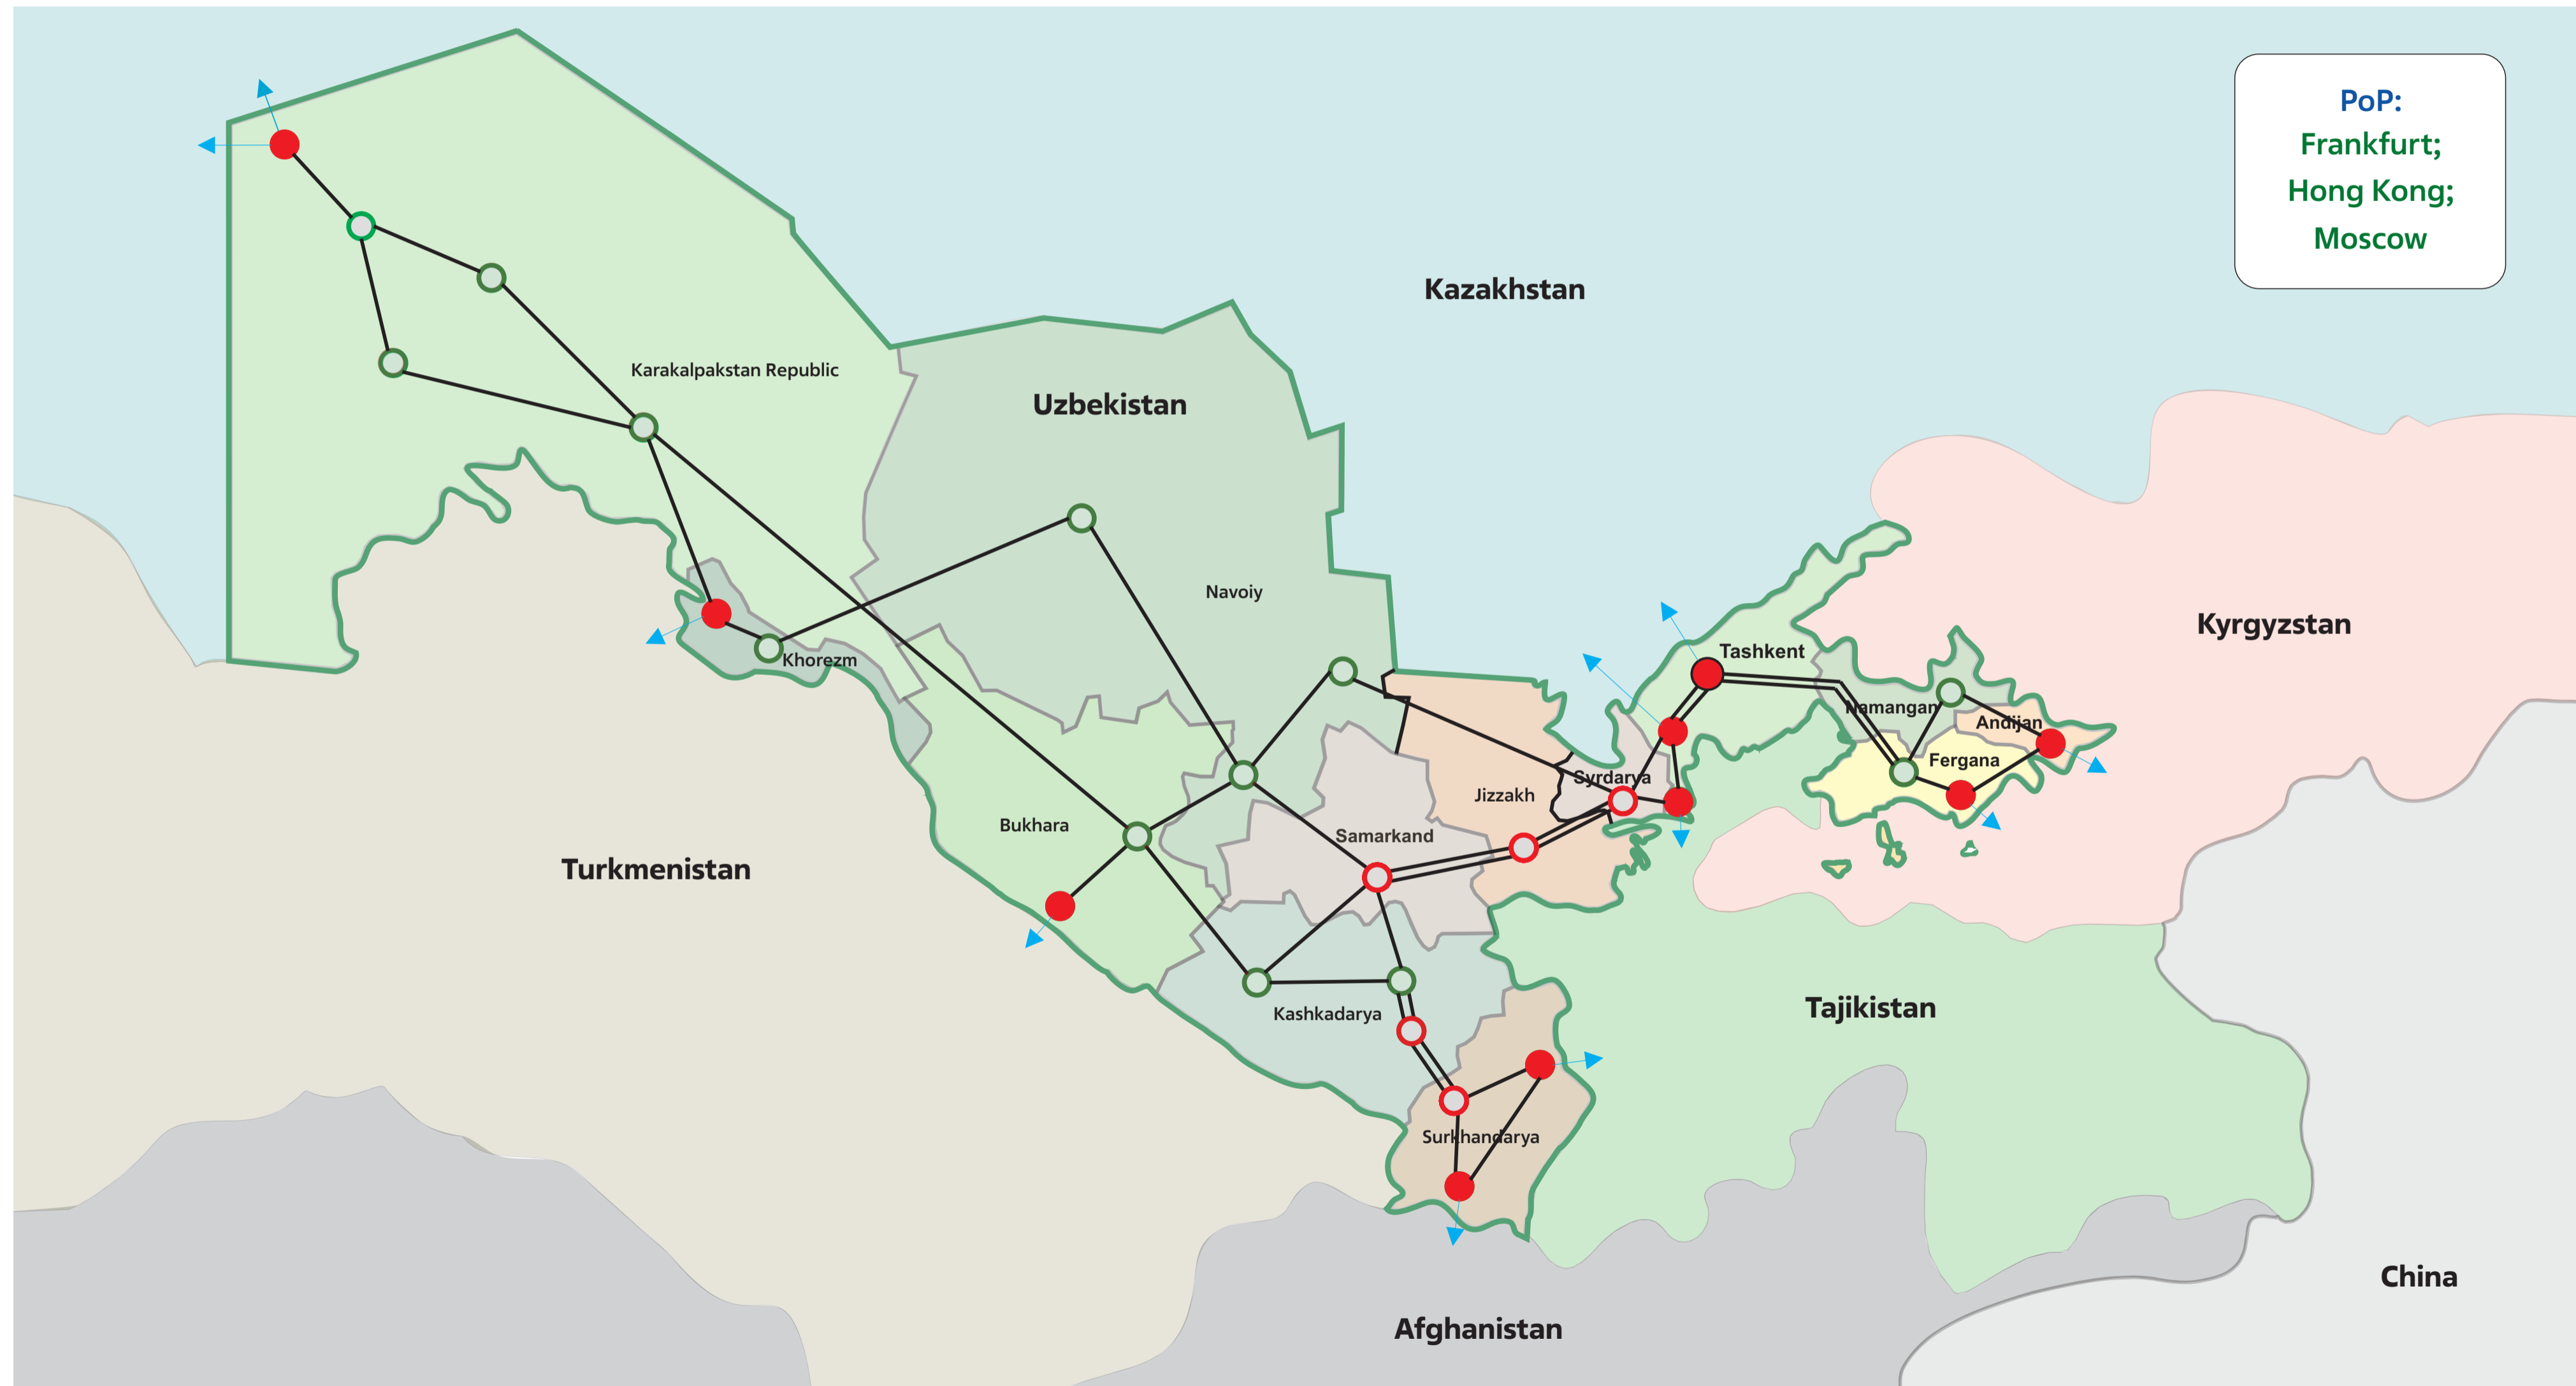 PoP:
Frankfurt;
Hong Kong;
Moscow
Kazakhstan
Karakalpakstan Republic
Uzbekistan
Navoiy
Kyrgyzstan
Tashkent
Khorezm
Namangan
Andijan
Fergana
Syrdarya
Jizzakh
Bukhara
Samarkand
Turkmenistan
Kashkadarya
Tajikistan
Surkhandarya
China
Afghanistan